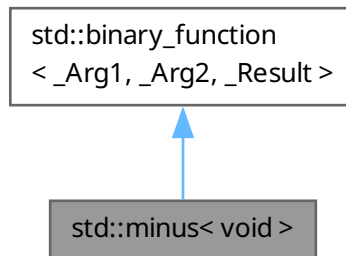 std::binary_function
< _Arg1, _Arg2, _Result >
std::minus< void >